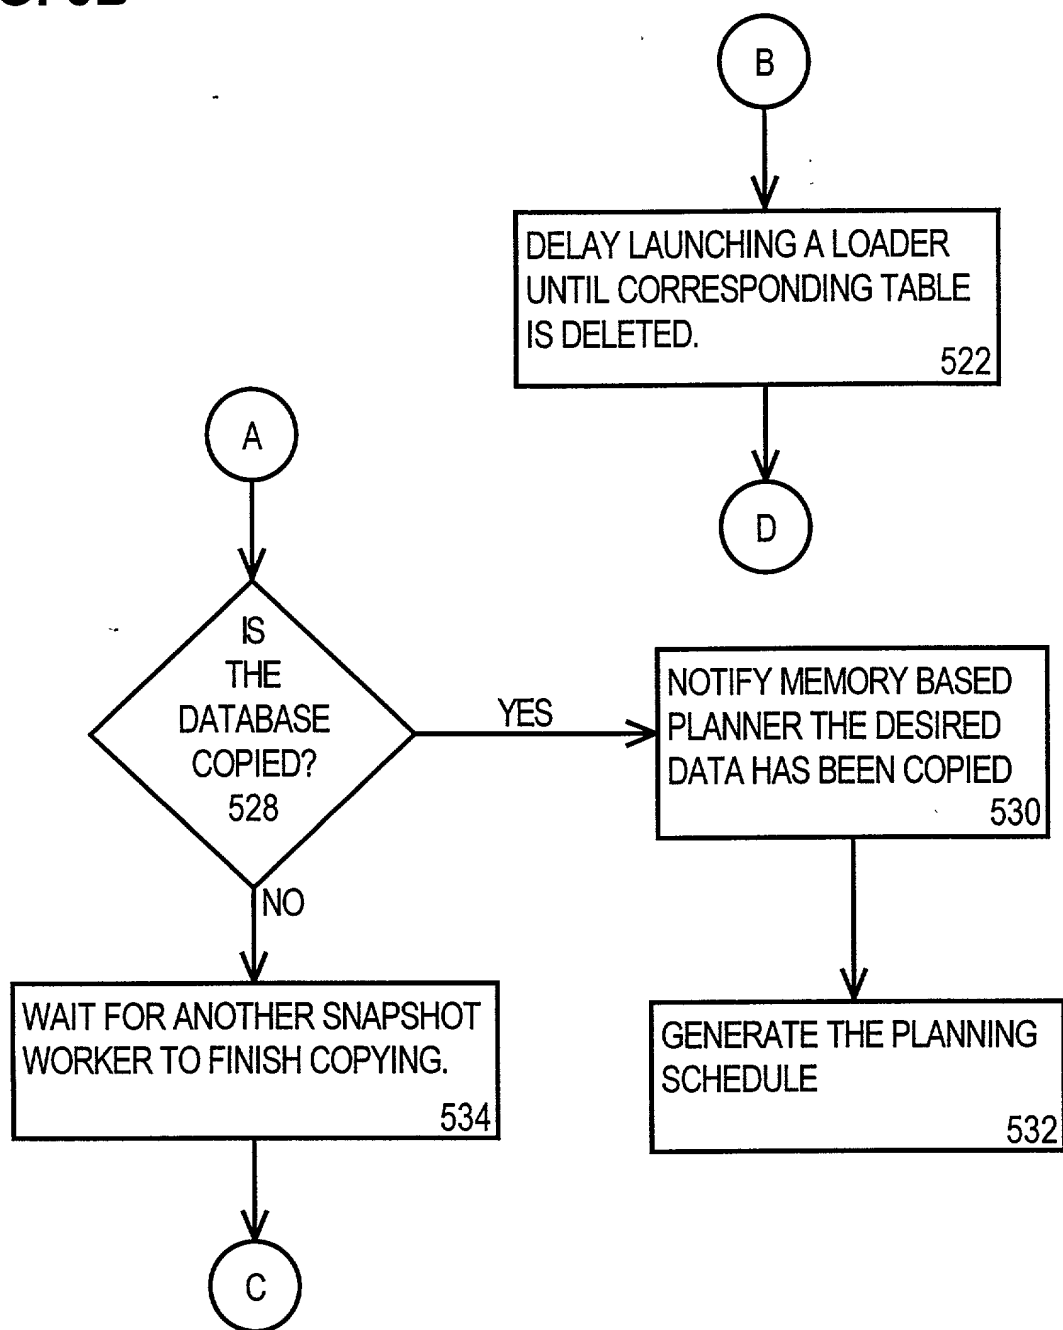 B
DELAY LAUNCHING A LOADER
UNTIL CORRESPONDING TABLE
IS DELETED.
522
A
D
IS
THE
DATABASE
COPIED?
528
YES
NOTIFY MEMORY BASED
PLANNER THE DESIRED
DATA HAS BEEN COPIED
530
NO
WAIT FOR ANOTHER SNAPSHOT
WORKER TO FINISH COPYING.
534
GENERATE THE PLANNING
SCHEDULE
532
C